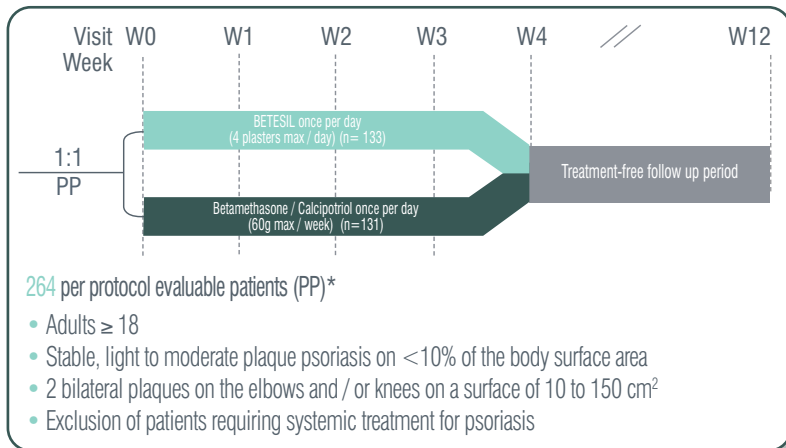 Visit W0 W1 W2 W3 W4 // W12
Week
BETESIL once per day
(4 plasters max / day) (n= 133)
1:1
PP
Treatment-free follow up period
Betamethasone / Calcipotriol once per day
(60g max / week) (n=131)
264 per protocol evaluable patients (PP)*
• Adults ≥ 18
• Stable, light to moderate plaque psoriasis on <10% of the body surface area
• 2 bilateral plaques on the elbows and / or knees on a surface of 10 to 150 cm²
• Exclusion of patients requiring systemic treatment for psoriasis